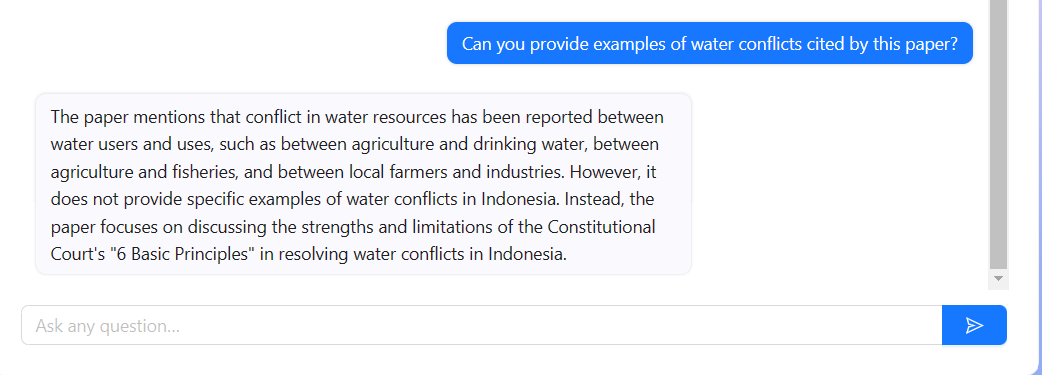 Can you provide examples of water conflicts cited by this paper?
The paper mentions that conflict in water resources has been reported between
water users and uses, such as between agriculture and drinking water, between
agriculture and fisheries, and between local farmers and industries. However, it
does not provide specific examples of water conflicts in Indonesia. Instead, the
paper focuses on discussing the strengths and limitations of the Constitutional
Court's "6 Basic Principles" in resolving water conflicts in Indonesia.
Ask any question...